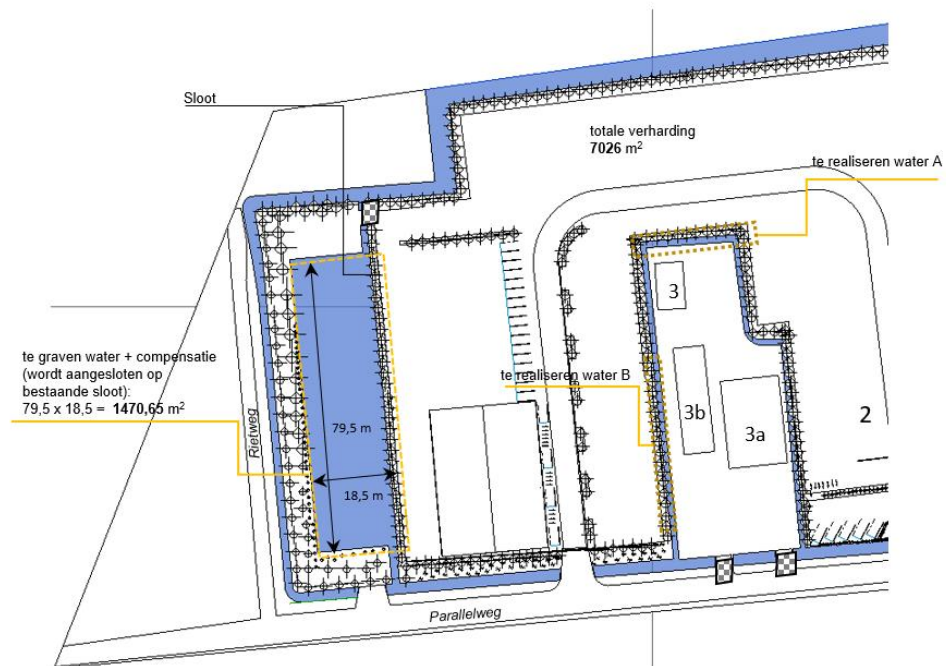 Sloot
totale verharding
7026 m²
te realiseren water A
3
te realiseren water B
3b
3a
2
te graven water + compensatie
(wordt aangesloten op
bestaande sloot):
79,5 x 18,5 = 1470,65 m²
79,5 m
18,5 m
Rietweg
Parallelweg